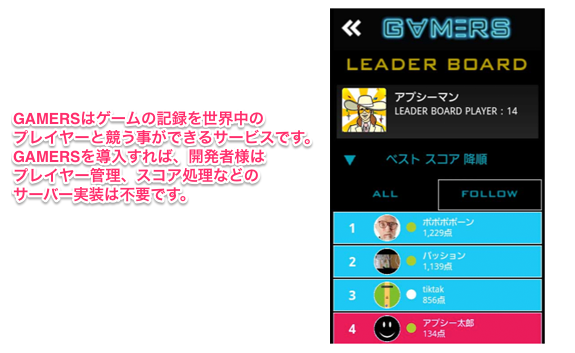 GAMERSはゲームの記録を世界中の
プレイヤーと競う事ができるサービスです。
GAMERSを導入すれば、開発者様は
プレイヤー管理、スコア処理などの
サーバー実装は不要です。
GAMERS
LEADER BOARD
アプシーマン
LEADER BOARD PLAYER : 14
ベスト スコア 降順
ALL FOLLOW
1 ポポポポーン
1,229点
2 パッション
1,139点
3 tiktak
856点
4 アプシー太郎
134点